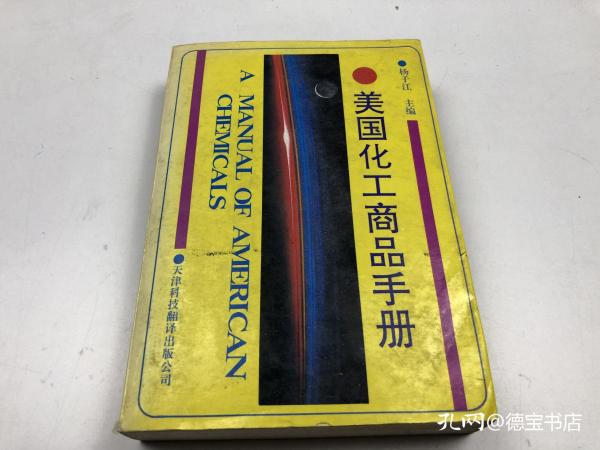 杨子江 主编
美国化工商品手册
A MANUAL OF AMERICAN
CHEMICALS
天津科技翻译出版公司
孔网@德宝书店